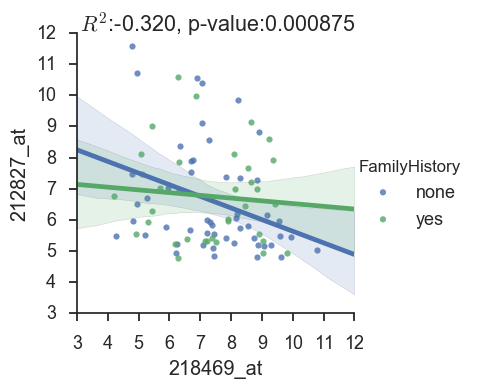 R²:-0.320, p-value:0.000875
12
11
10
9
8
7
6
5
4
3
212827_at
3 4 5 6 7 8 9 10 11 12
218469_at
FamilyHistory
none
yes